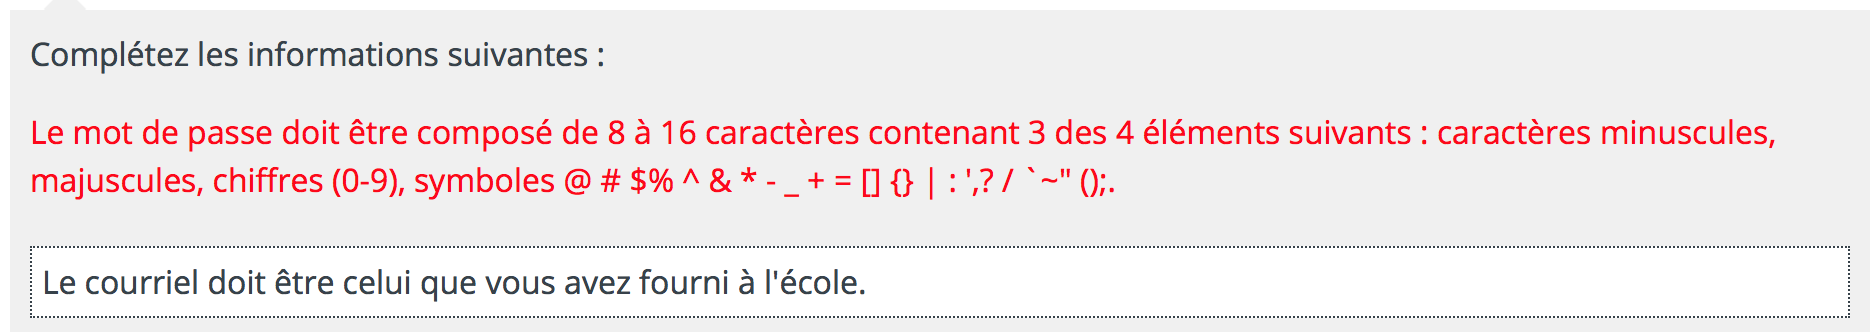 Complétez les informations suivantes :
Le mot de passe doit être composé de 8 à 16 caractères contenant 3 des 4 éléments suivants : caractères minuscules,
majuscules, chiffres (0-9), symboles @ # $% ^ & * - _ + = [] {} | : ',? / `~" ();.
Le courriel doit être celui que vous avez fourni à l'école.